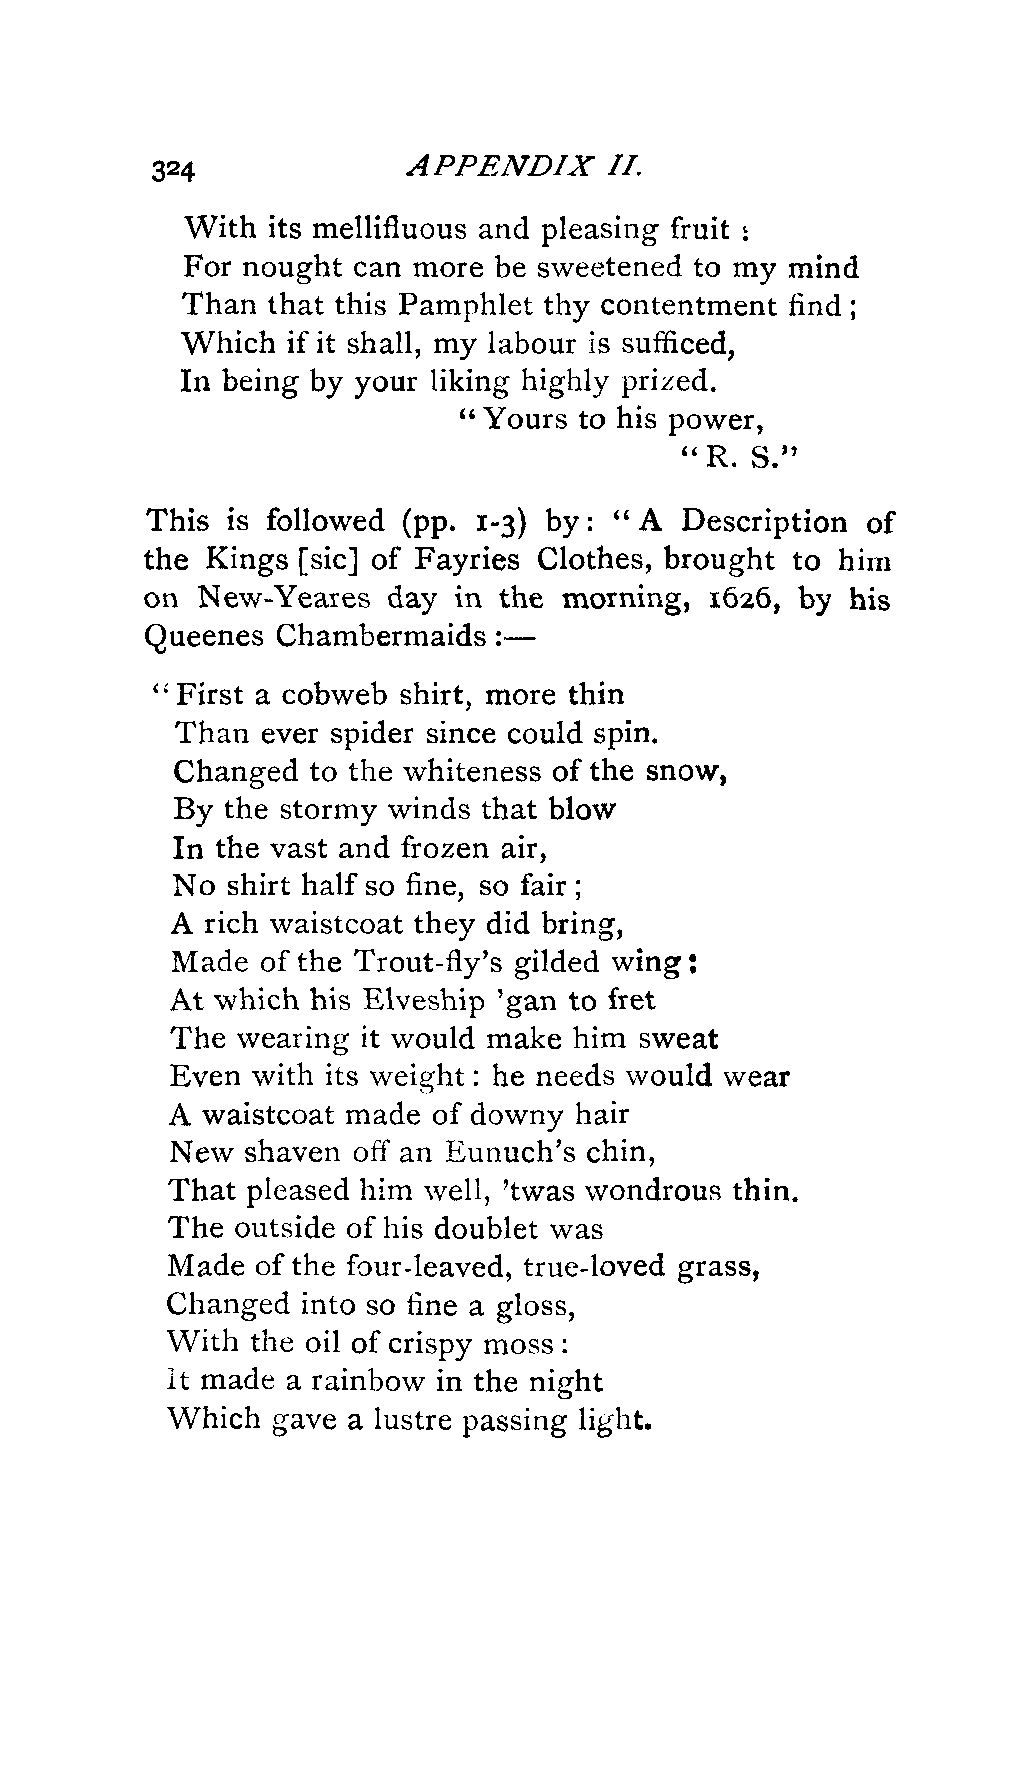 324 APPENDIX II.
With its mellifluous and pleasing fruit ;
For nought can more be sweetened to my mind
Than that this Pamphlet thy contentment find ;
Which if it shall, my labour is sufficed,
In being by your liking highly prized.
“ Yours to his power,
“ R. S.”
This is followed (pp. 1-3) by: “ A Description of
the Kings [sic] of Fayries Clothes, brought to him
on New-Yeares day in the morning, 1626, by his
Queenes Chambermaids :—
“ First a cobweb shirt, more thin
Than ever spider since could spin.
Changed to the whiteness of the snow,
By the stormy winds that blow
In the vast and frozen air,
No shirt half so fine, so fair ;
A rich waistcoat they did bring,
Made of the Trout-fly’s gilded wing :
At which his Elveship ’gan to fret
The wearing it would make him sweat
Even with its weight : he needs would wear
A waistcoat made of downy hair
New shaven off an Eunuch’s chin,
That pleased him well, ’twas wondrous thin.
The outside of his doublet was
Made of the four-leaved, true-loved grass,
Changed into so fine a gloss,
With the oil of crispy moss :
It made a rainbow in the night
Which gave a lustre passing light.